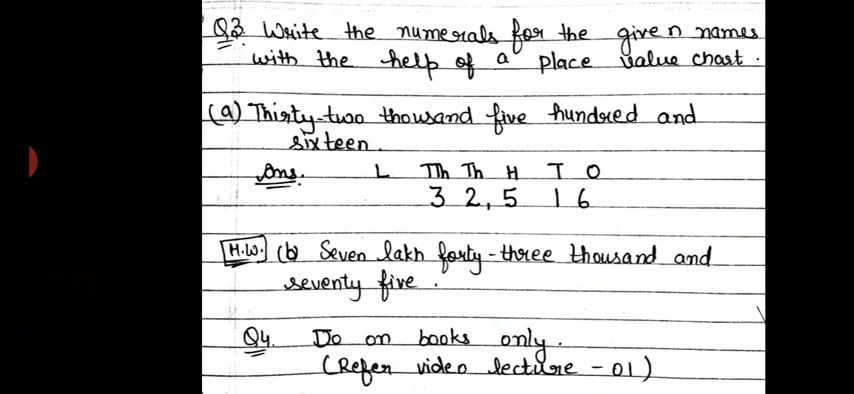 Q3. Write the numerals for the given names
with the help of a place value chart.
(a) Thirty-two thousand five hundred and
sixteen.
Ans. L TTh Th H T O
3 2, 5 1 6
H.W. (b) Seven lakh forty-three thousand and
seventy five.
Q4. Do on books only.
(Refer video lecture - 01)